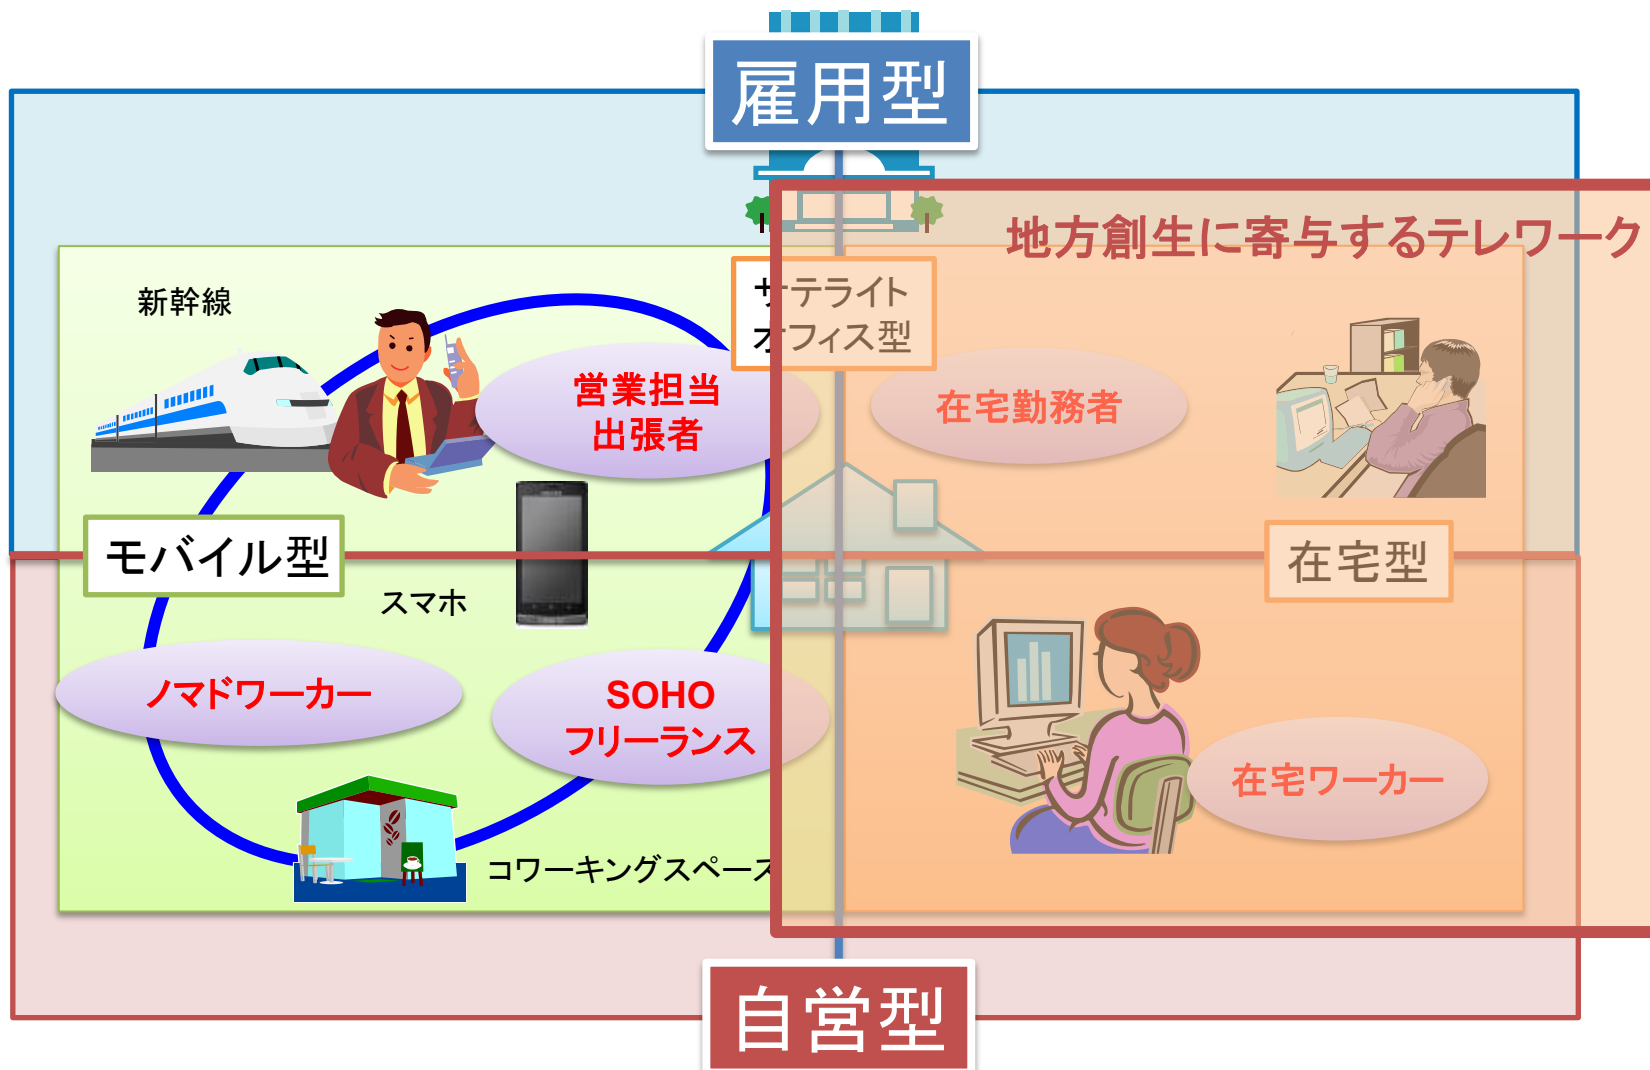 雇用型
地方創生に寄与するテレワーク
新幹線
サテライト
オフィス型
営業担当
出張者
在宅勤務者
モバイル型
在宅型
スマホ
ノマドワーカー
SOHO
フリーランス
在宅ワーカー
コワーキングスペース
自営型